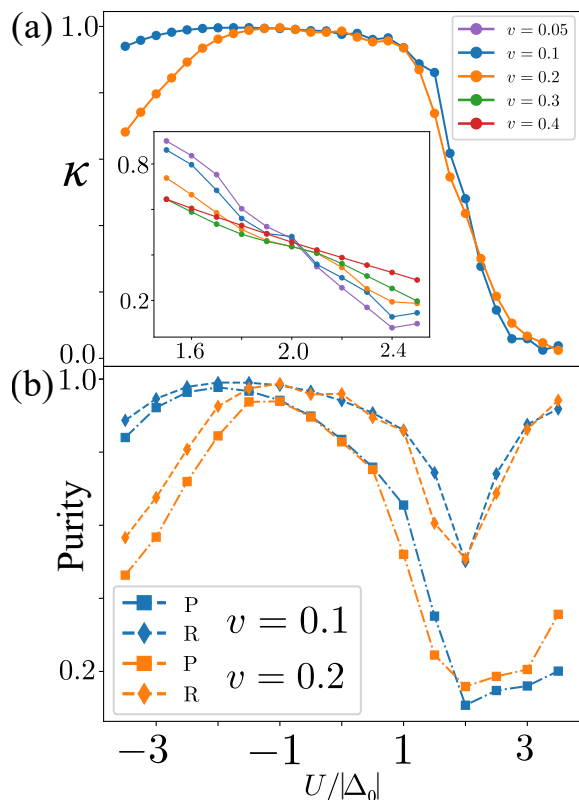 (a)
1.0
κ
0.0
v = 0.05
v = 0.1
v = 0.2
v = 0.3
v = 0.4
0.8
0.2
1.6 2.0 2.4
(b)
1.0
Purity
0.2
P
R
v = 0.1
P
R
v = 0.2
−3 −1 1 3
U/|Δ₀|